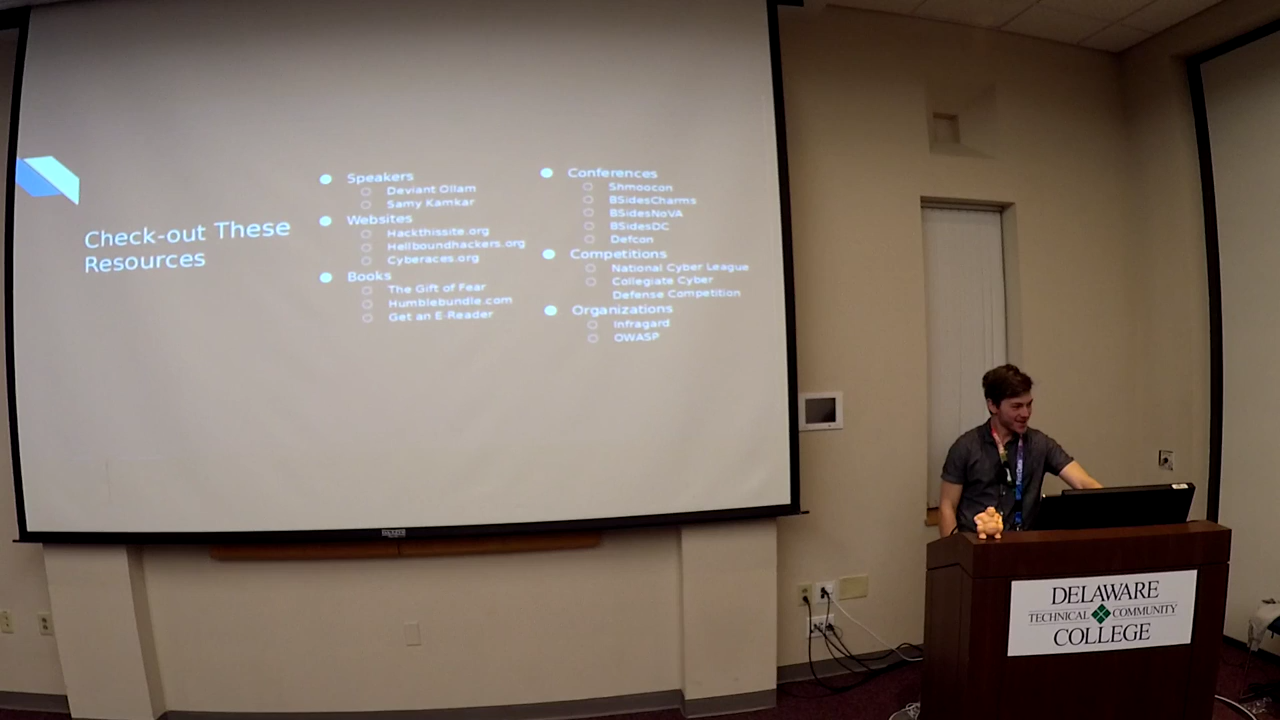 Check-out These
Resources
Speakers
Deviant Ollam
Samy Kamkar
Websites
Hackthissite.org
Hellboundhackers.org
Cyberaces.org
Books
The Gift of Fear
Humblebundle.com
Get an E-Reader
Conferences
Shmoocon
BSidesCharms
BSidesNoVA
BSidesDC
Defcon
Competitions
National Cyber League
Collegiate Cyber
Defense Competition
Organizations
Infragard
OWASP
DELAWARE
TECHNICAL COMMUNITY
COLLEGE